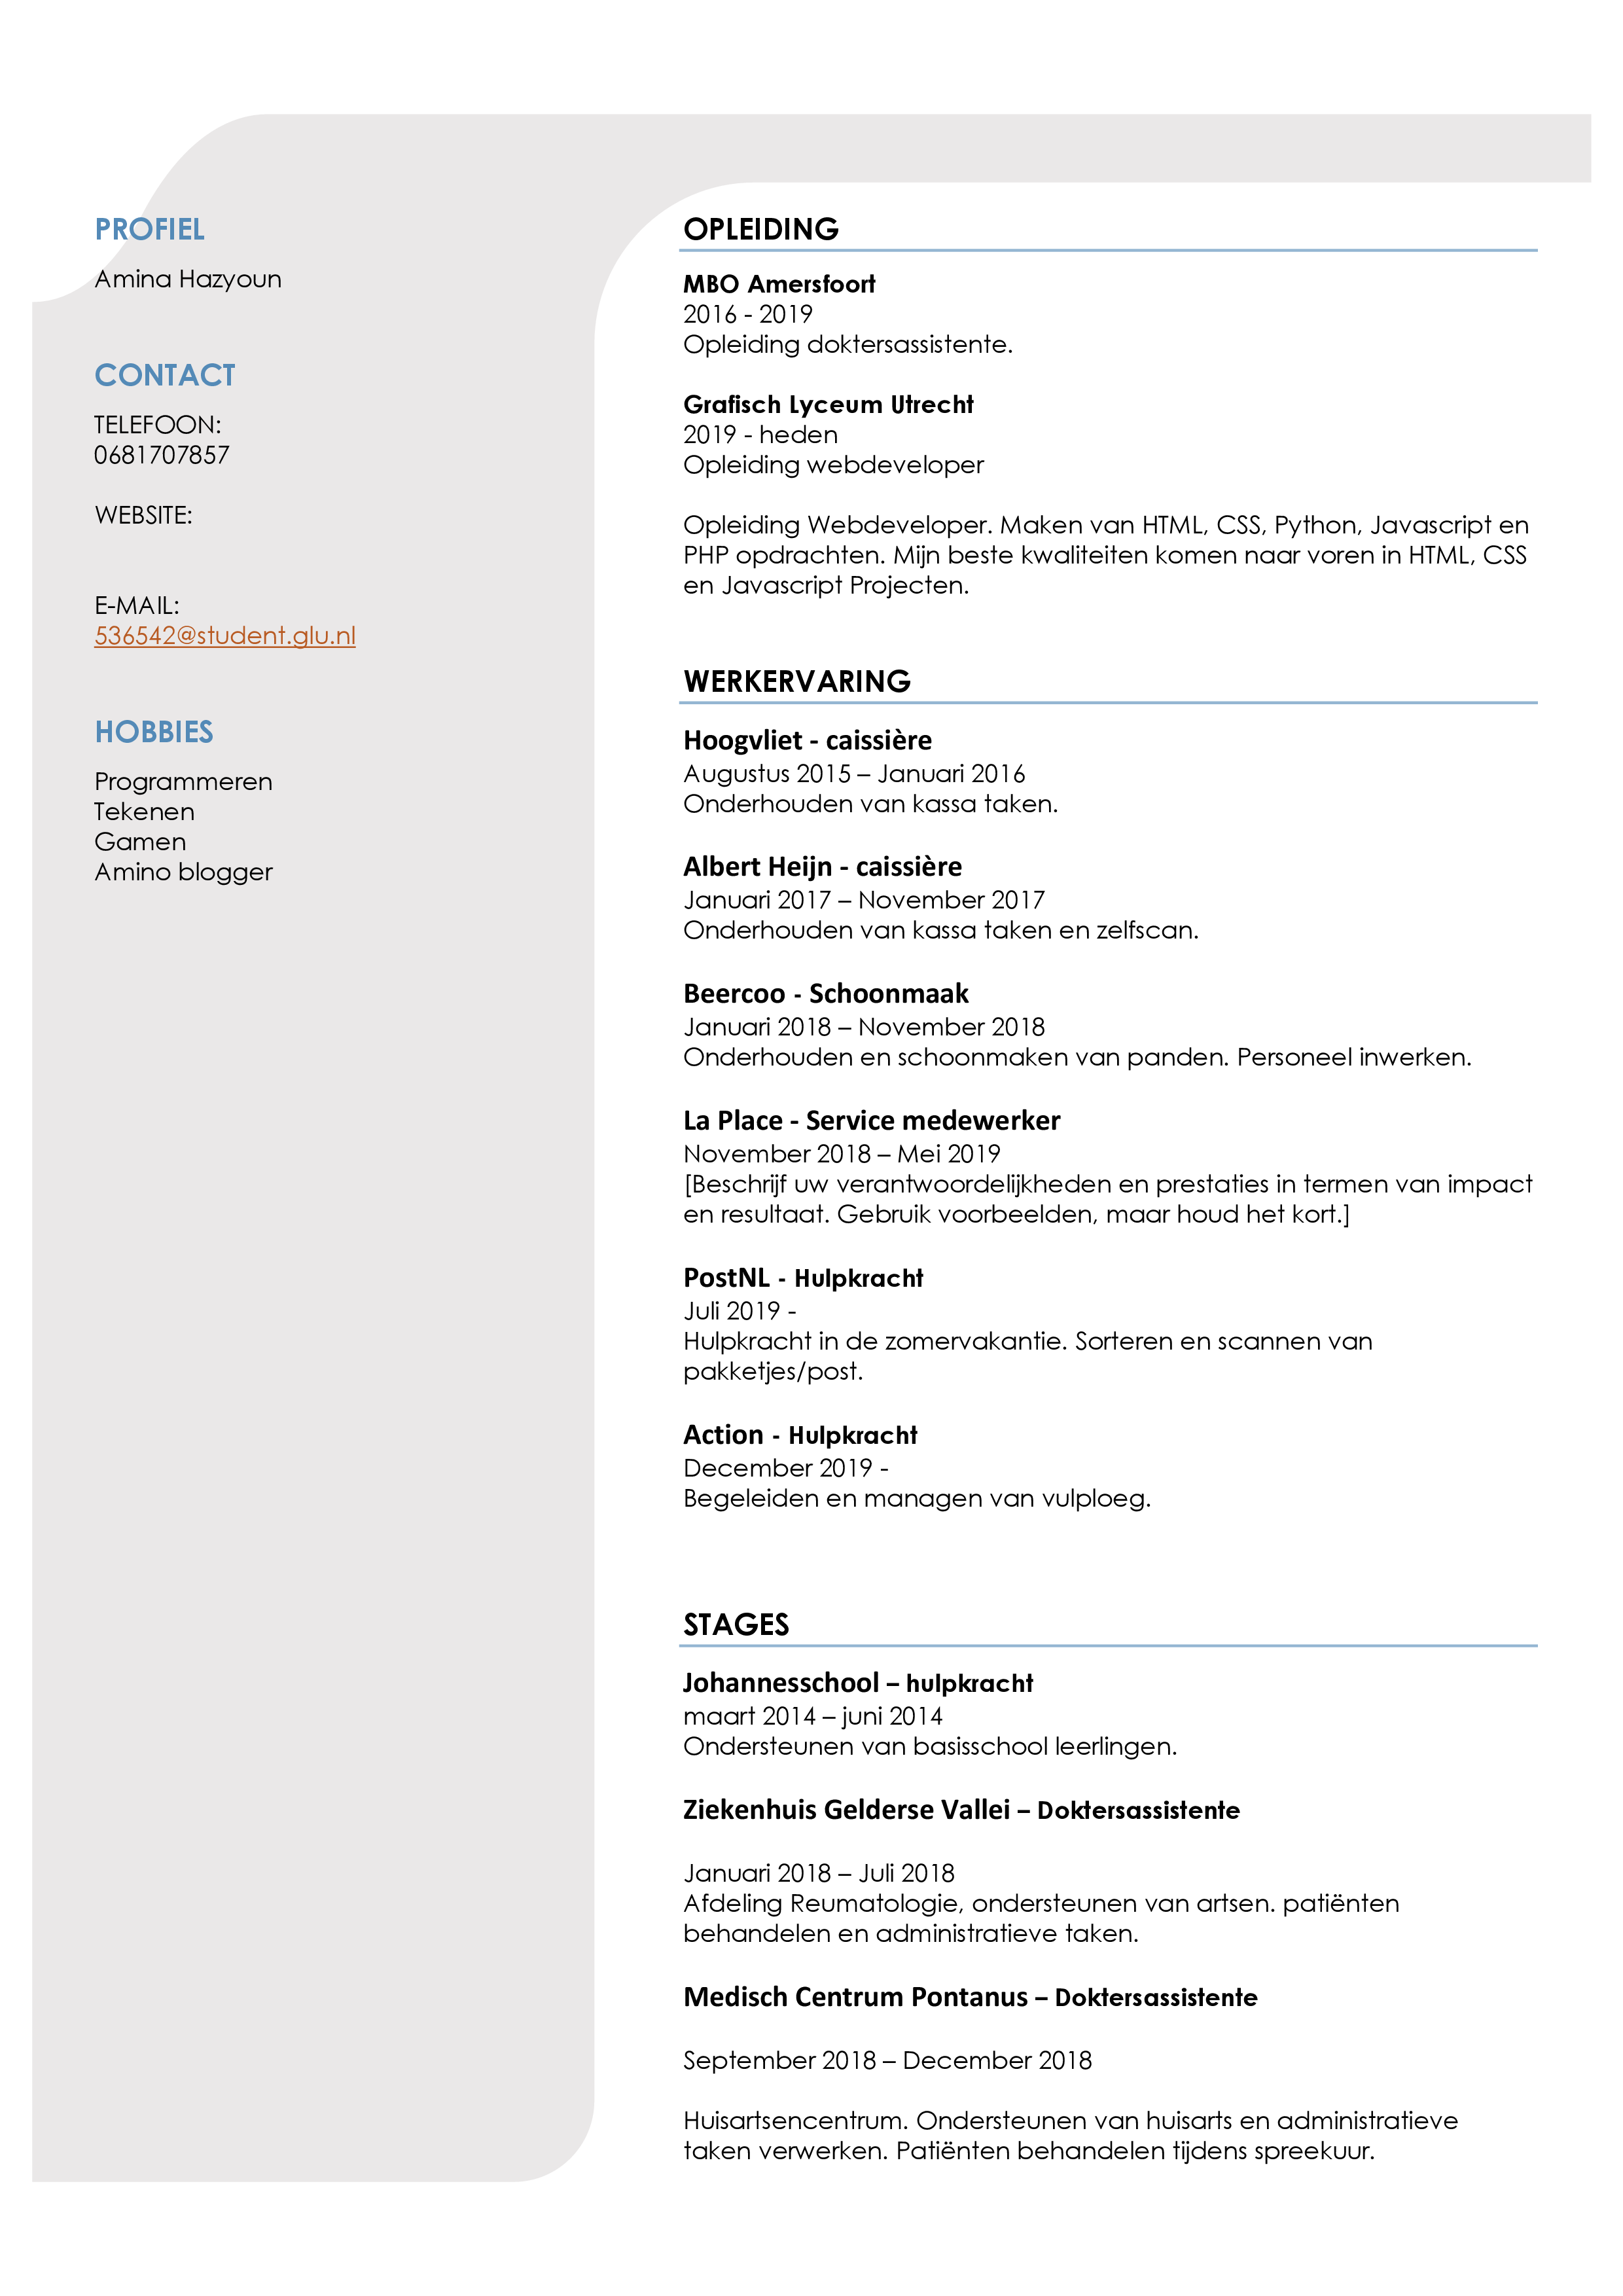 PROFIEL
Amina Hazyoun
CONTACT
TELEFOON:
0681707857
WEBSITE:
E-MAIL:
536542@student.glu.nl
HOBBIES
Programmeren
Tekenen
Gamen
Amino blogger
OPLEIDING
MBO Amersfoort
2016 - 2019
Opleiding doktersassistente.
Grafisch Lyceum Utrecht
2019 - heden
Opleiding webdeveloper
Opleiding Webdeveloper. Maken van HTML, CSS, Python, Javascript en
PHP opdrachten. Mijn beste kwaliteiten komen naar voren in HTML, CSS
en Javascript Projecten.
WERKERVARING
Hoogvliet - caissière
Augustus 2015 – Januari 2016
Onderhouden van kassa taken.
Albert Heijn - caissière
Januari 2017 – November 2017
Onderhouden van kassa taken en zelfscan.
Beercoo - Schoonmaak
Januari 2018 – November 2018
Onderhouden en schoonmaken van panden. Personeel inwerken.
La Place - Service medewerker
November 2018 – Mei 2019
[Beschrijf uw verantwoordelijkheden en prestaties in termen van impact
en resultaat. Gebruik voorbeelden, maar houd het kort.]
PostNL - Hulpkracht
Juli 2019 -
Hulpkracht in de zomervakantie. Sorteren en scannen van
pakketjes/post.
Action - Hulpkracht
December 2019 -
Begeleiden en managen van vulploeg.
STAGES
Johannesschool – hulpkracht
maart 2014 – juni 2014
Ondersteunen van basisschool leerlingen.
Ziekenhuis Gelderse Vallei – Doktersassistente
Januari 2018 – Juli 2018
Afdeling Reumatologie, ondersteunen van artsen. patiënten
behandelen en administratieve taken.
Medisch Centrum Pontanus – Doktersassistente
September 2018 – December 2018
Huisartsencentrum. Ondersteunen van huisarts en administratieve
taken verwerken. Patiënten behandelen tijdens spreekuur.